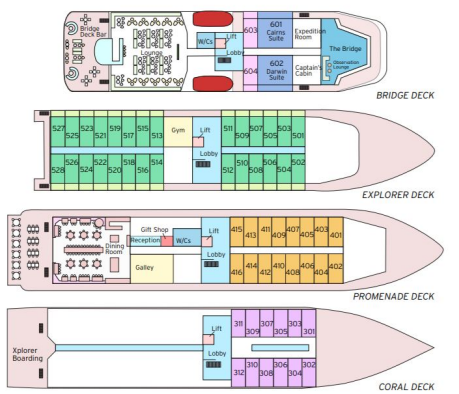 Bridge
Deck Bar
Lounge
W/Cs
Lift
Lobby
603
604
601
Cairns
Suite
602
Darwin
Suite
Expedition
Room
Captain's
Cabin
The Bridge
Observation
Lounge
BRIDGE DECK
527 525 523 521 519 518 515 513
528 526 524 522 520 518 516 514
Gym
Lift
Lobby
511 509 507 605 503 501
512 510 508 606 504 502
EXPLORER DECK
Dining
Room
Gift Shop
Reception
W/Cs
Galley
Lift
Lobby
415 413 411 409 407 405 403 401
416 414 412 410 408 406 404 402
PROMENADE DECK
Xplorer
Boarding
Lift
Lobby
311 309 307 305 303 301
312 310 308 306 304 302
CORAL DECK